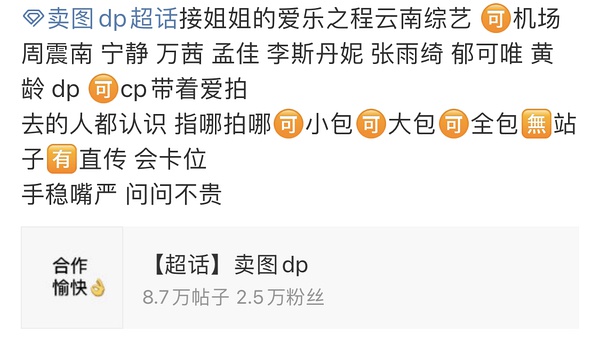 卖图dp超话接姐姐的爱乐之程云南综艺 🉑机场
周震南 宁静 万茜 孟佳 李斯丹妮 张雨绮 郁可唯 黄
龄 dp 🉑cp带着爱拍
去的人都认识 指哪拍哪🉑小包🉑大包🉑全包🈚站
子🈶直传 会卡位
手稳嘴严 问问不贵
合作
愉快👌
【超话】卖图dp
8.7万帖子 2.5万粉丝